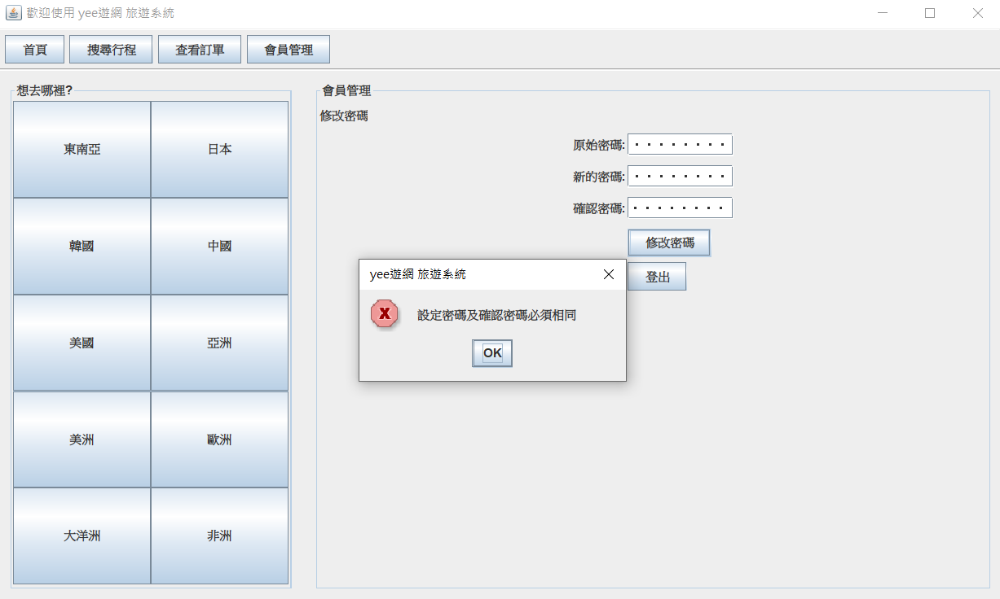 歡迎使用 yee遊網 旅遊系統
首頁 搜尋行程 查看訂單 會員管理
想去哪裡?
東南亞 日本
韓國 中國
美國 亞洲
美洲 歐洲
大洋洲 非洲
會員管理
修改密碼
原始密碼:
新的密碼:
確認密碼:
修改密碼
登出
yee遊網 旅遊系統
設定密碼及確認密碼必須相同
OK